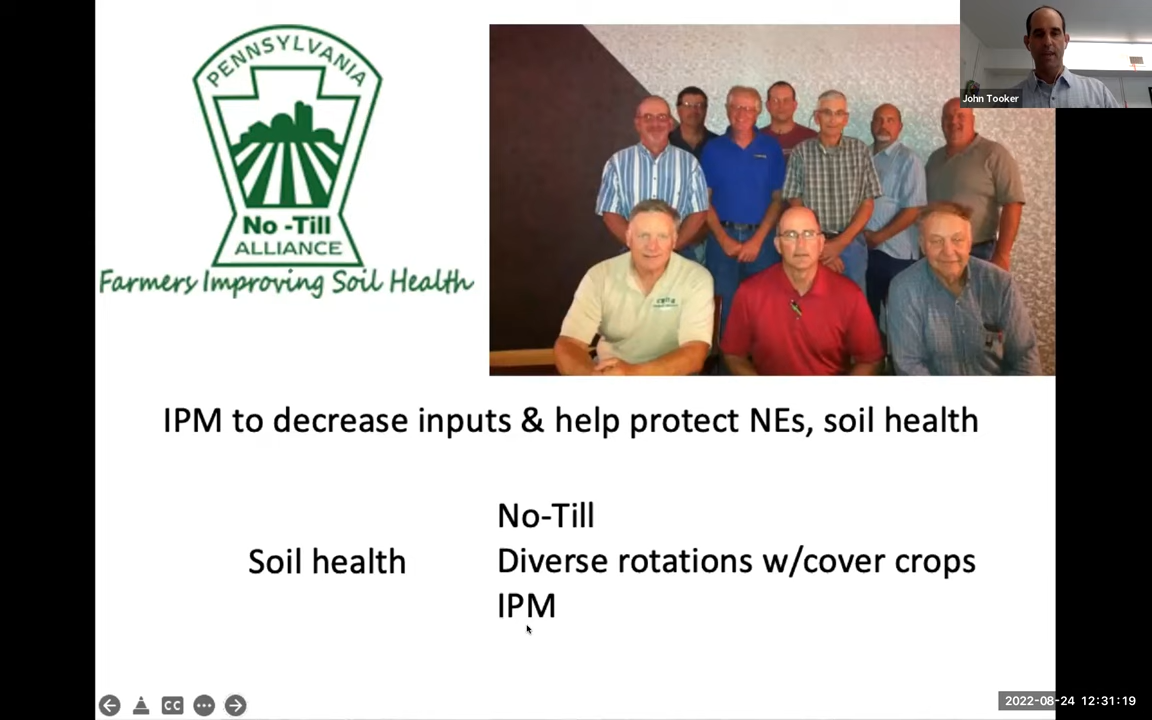 PENNSYLVANIA
No -Till
ALLIANCE
Farmers Improving Soil Health
John Tooker
IPM to decrease inputs & help protect NEs, soil health
Soil health
No-Till
Diverse rotations w/cover crops
IPM
CC
2022-08-24 12:31:19